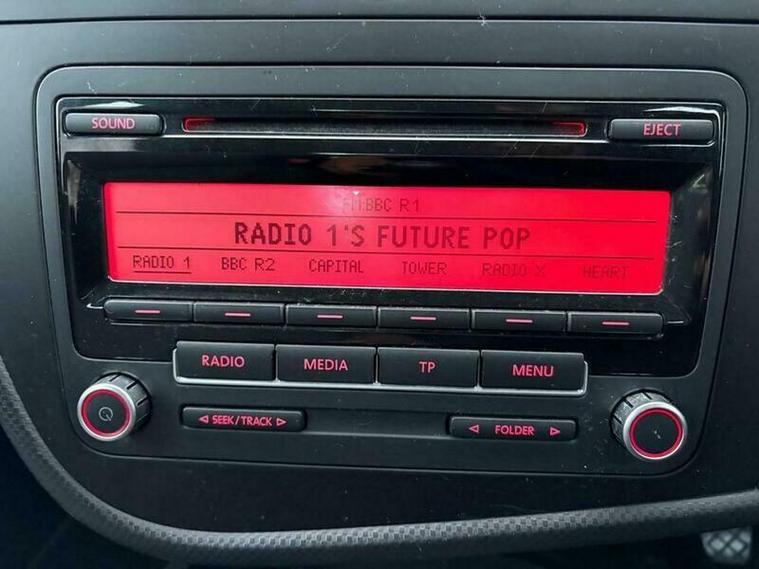 SOUND
EJECT
FM:BBC R1
RADIO 1'S FUTURE POP
RADIO 1 BBC R2 CAPITAL TOWER RADIO X HEART
RADIO MEDIA TP MENU
SEEK/TRACK FOLDER